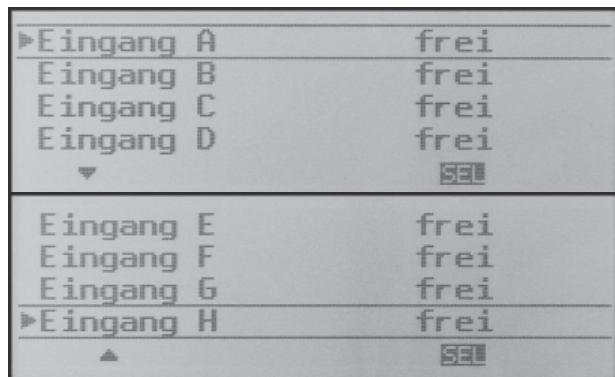 Eingang A frei
Eingang B frei
Eingang C frei
Eingang D frei
SEL
Eingang E frei
Eingang F frei
Eingang G frei
Eingang H frei
SEL